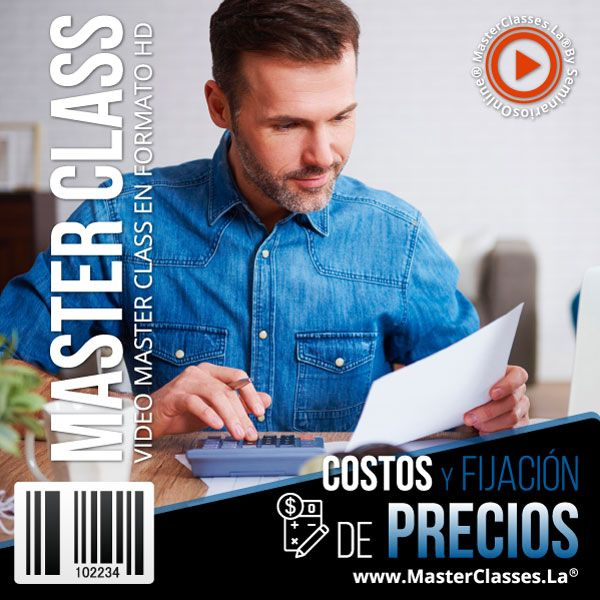 MASTER CLASS
VIDEO MASTER CLASS EN FORMATO HD
MasterClasses.La® By SeminariosOnline®
COSTOS Y FIJACIÓN
DE PRECIOS
www.MasterClasses.La®
102234